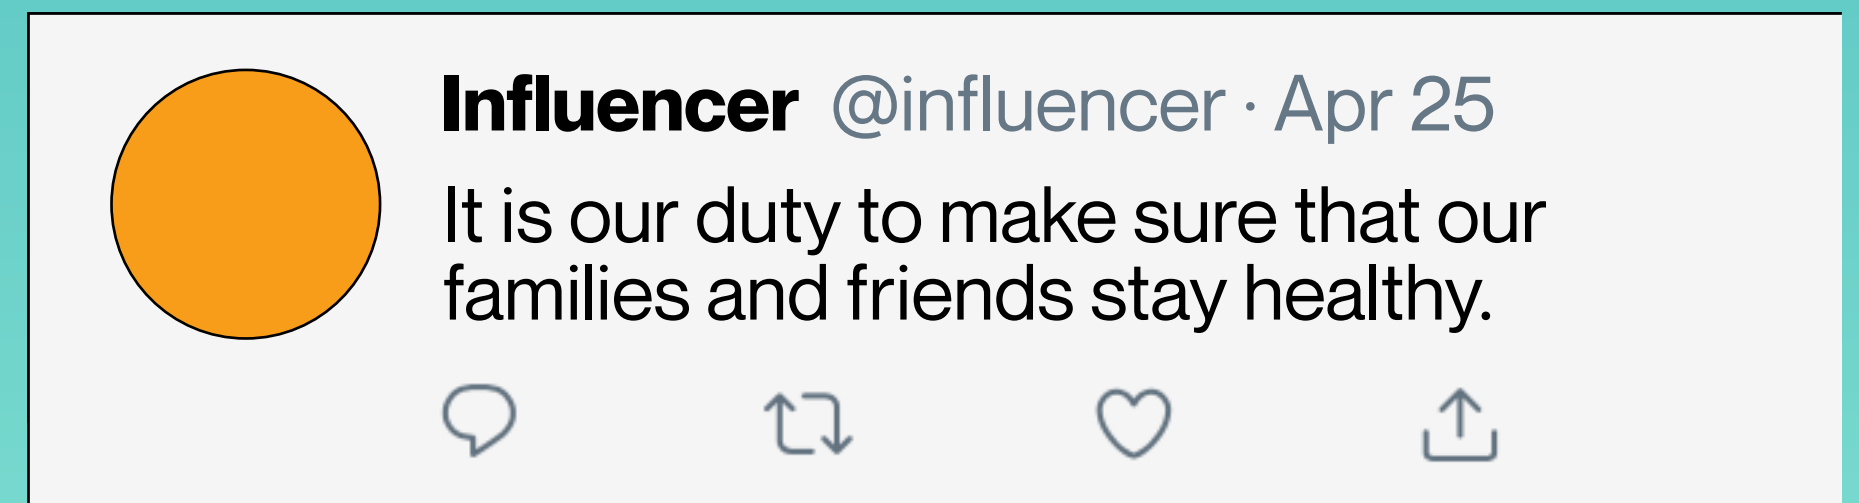 Influencer @influencer · Apr 25
It is our duty to make sure that our
families and friends stay healthy.